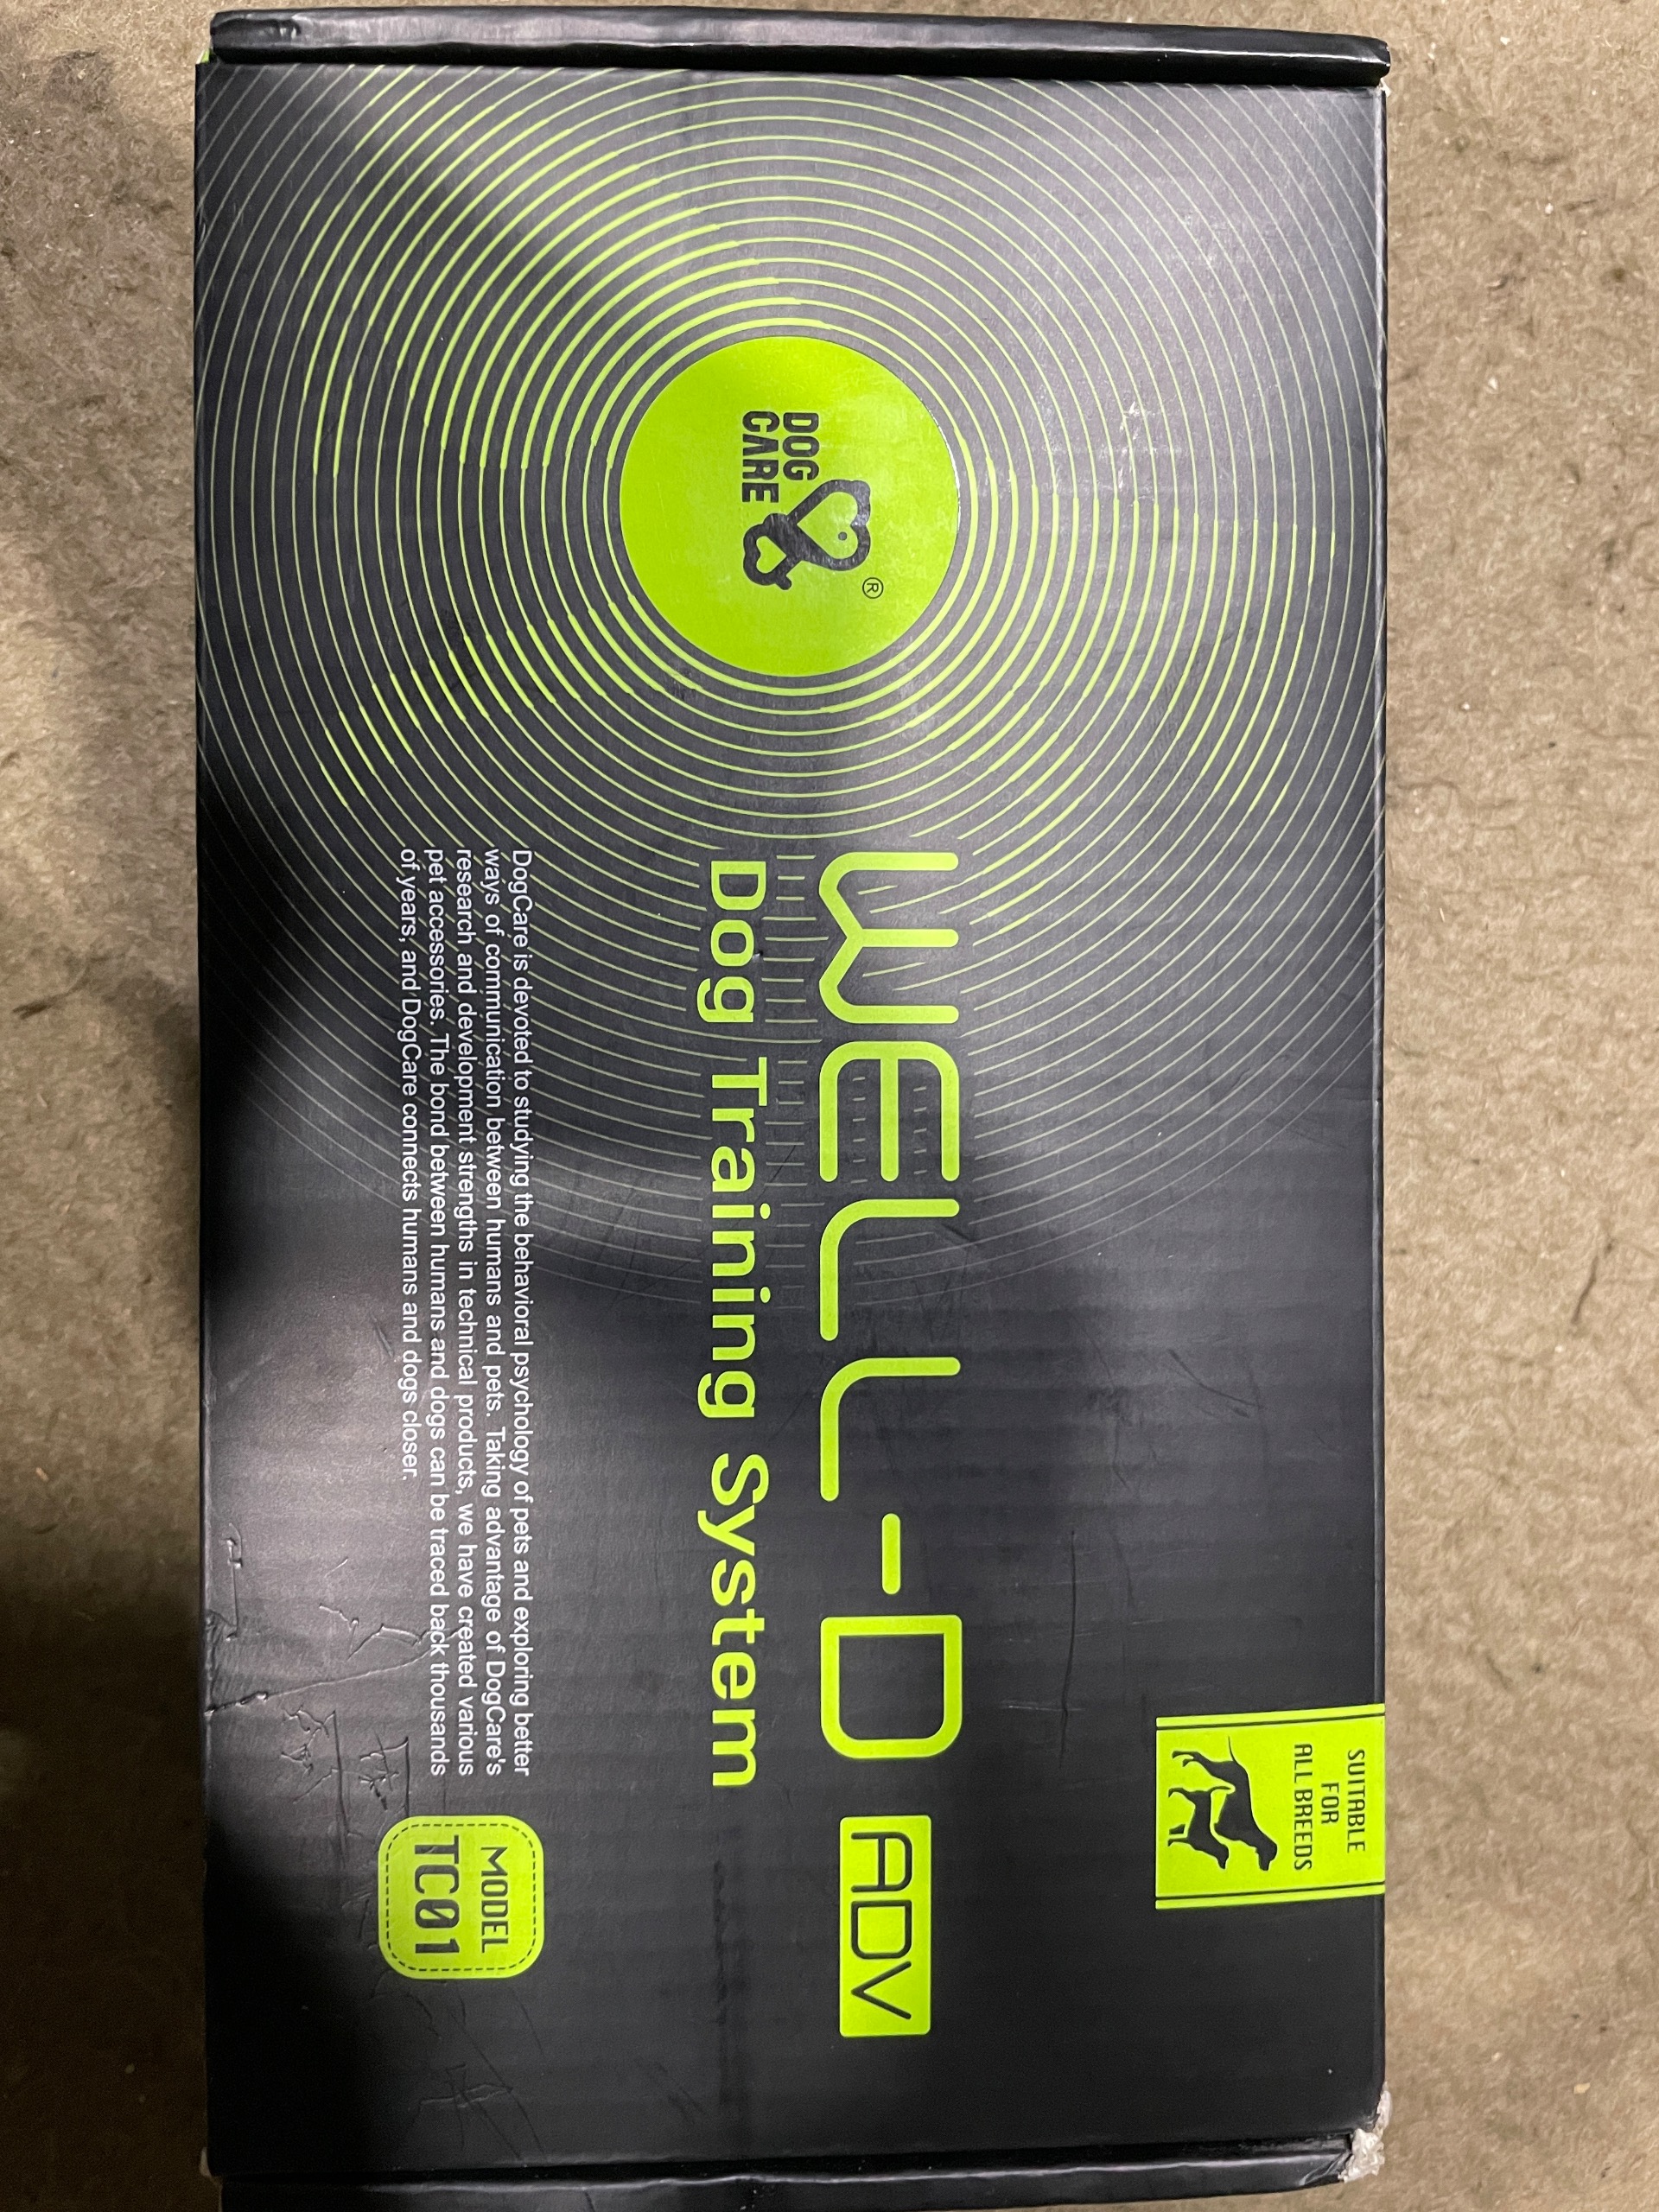 SUITABLE
FOR
ALL BREEDS
DOG
CARE
®
WELL-D ADV
Dog Training System
DogCare is devoted to studying the behavioral psychology of pets and exploring better
ways of communication between humans and pets. Taking advantage of DogCare's
research and development strengths in technical products, we have created various
pet accessories. The bond between humans and dogs can be traced back thousands
of years, and DogCare connects humans and dogs closer.
MODEL
TC01